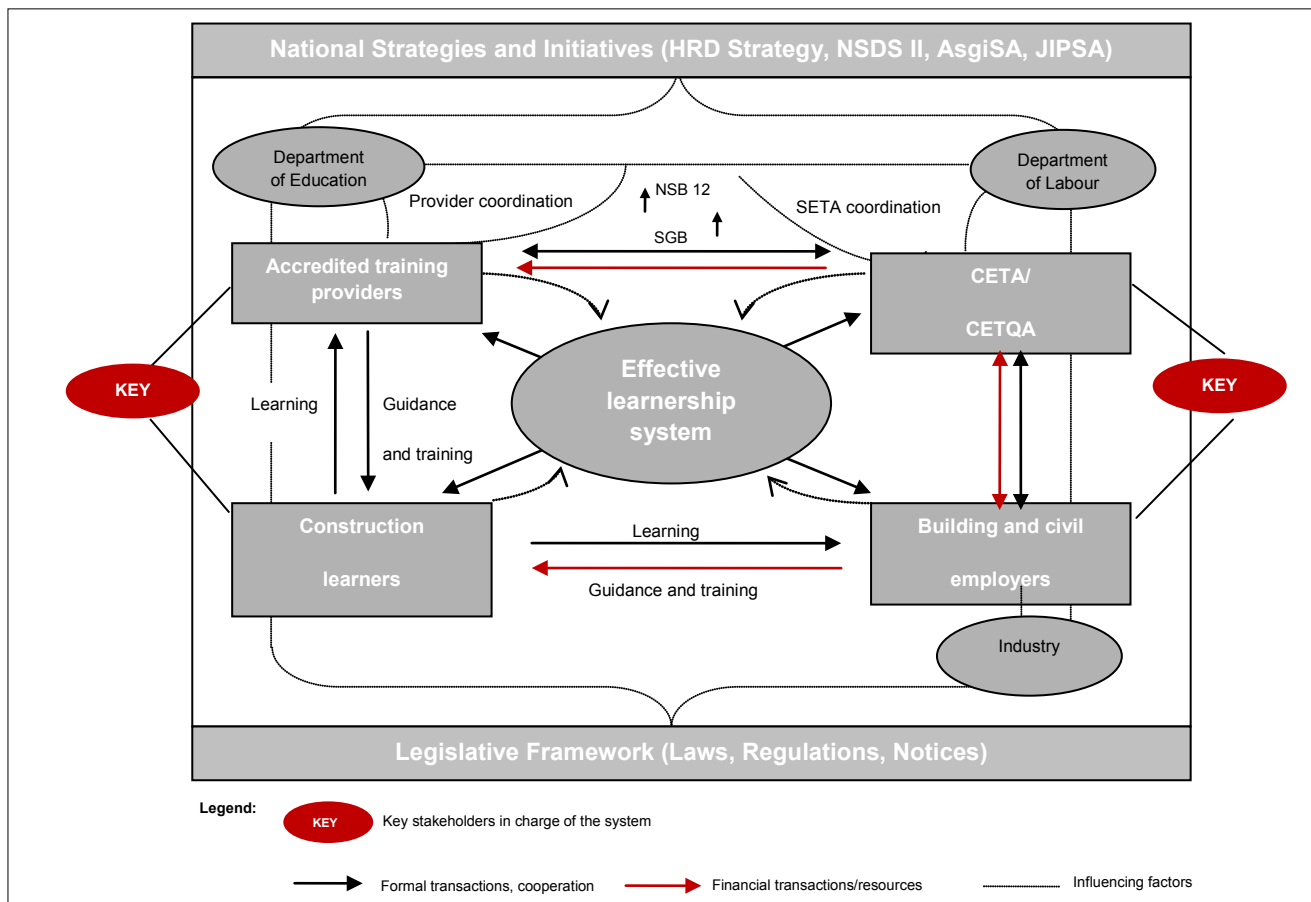 National Strategies and Initiatives (HRD Strategy, NSDS II, AsgiSA, JIPSA)
Department
of Education
Department
of Labour
Provider coordination
NSB 12
SETA coordination
SGB
Accredited training
providers
CETA/
CETQA
KEY
Learning
Guidance
and training
Effective
learnership
system
KEY
Construction
learners
Learning
Guidance and training
Building and civil
employers
Industry
Legislative Framework (Laws, Regulations, Notices)
Legend:
KEY
Key stakeholders in charge of the system
Formal transactions, cooperation
Financial transactions/resources
Influencing factors